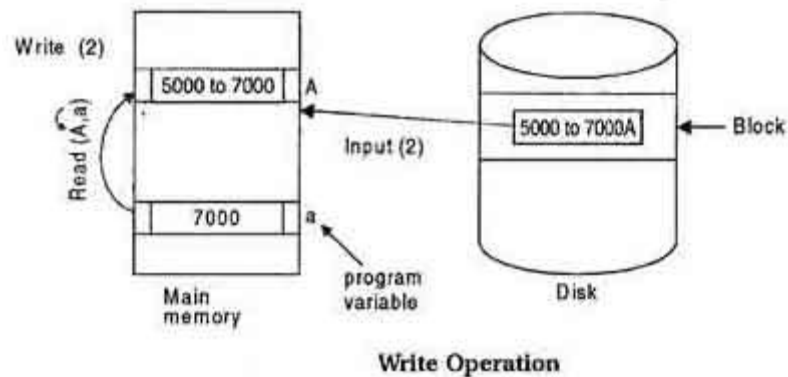 Write (2)
5000 to 7000 A
Read (A,a)
Input (2)
5000 to 7000A
Block
7000 a
program
variable
Main
memory
Disk
Write Operation